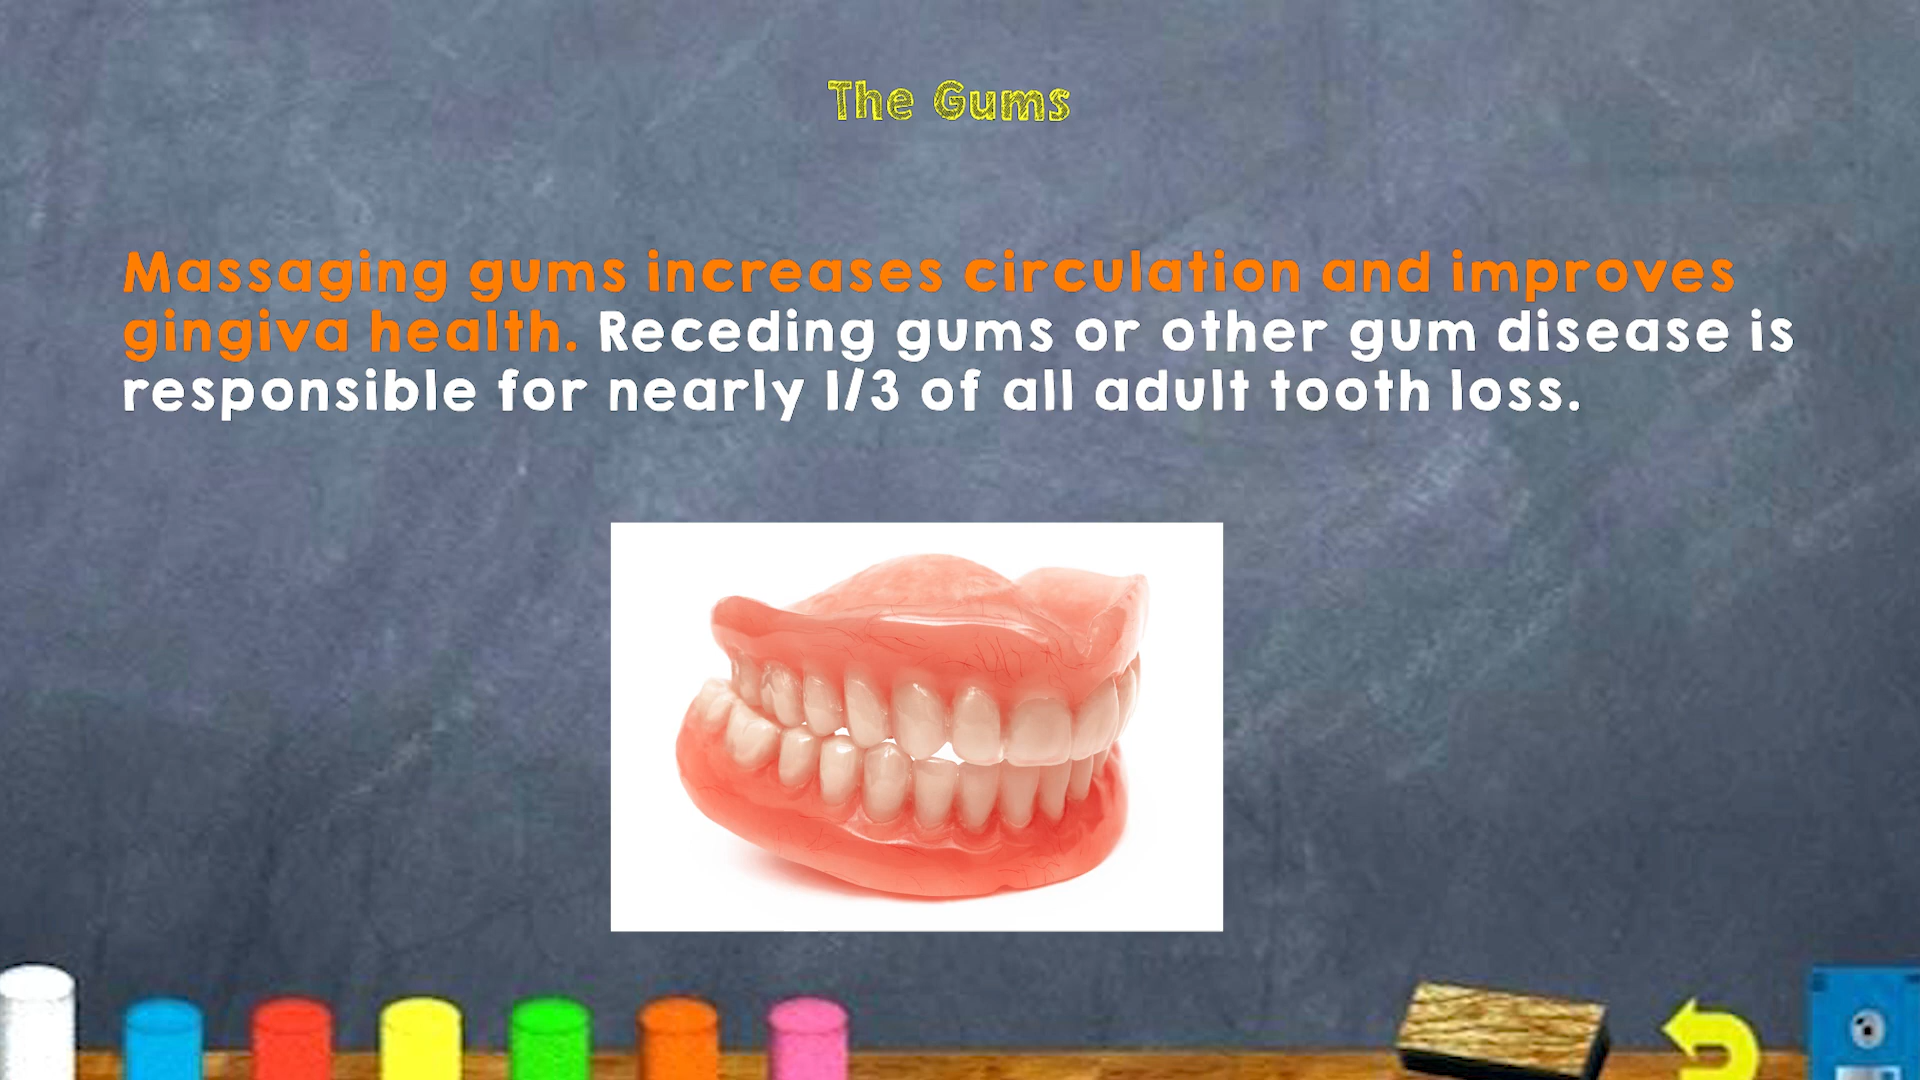 The Gums
Massaging gums increases circulation and improves
gingiva health. Receding gums or other gum disease is
responsible for nearly 1/3 of all adult tooth loss.